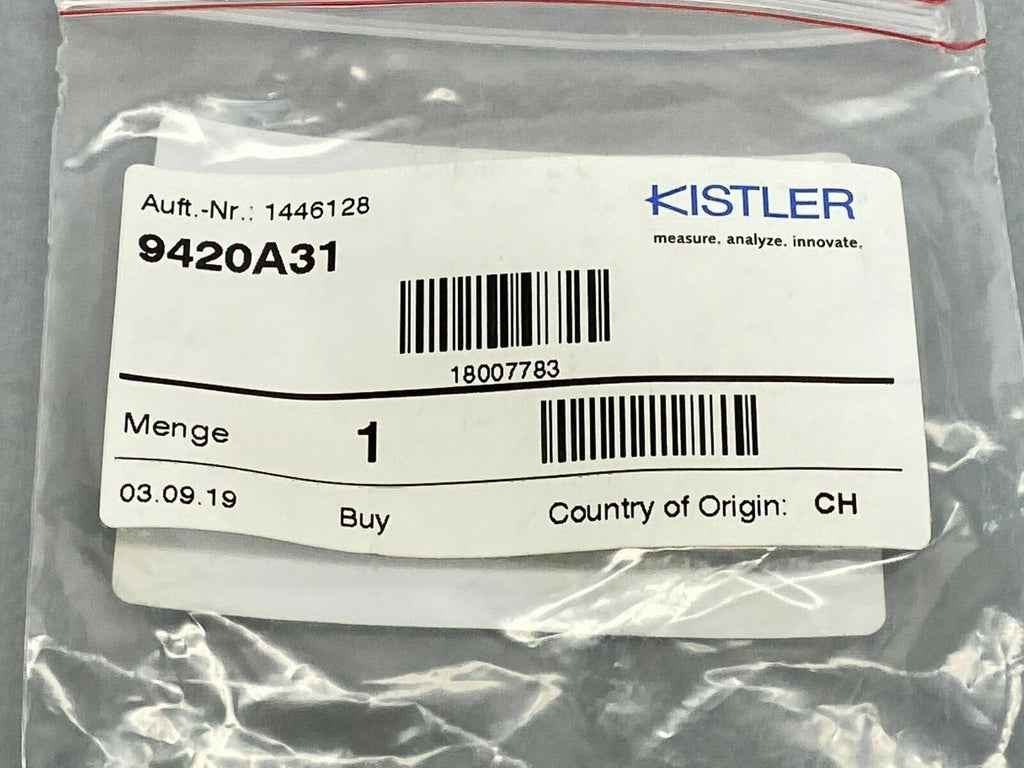 Auft.-Nr.: 1446128
KISTLER
measure. analyze. innovate.
9420A31
18007783
Menge 1
03.09.19 Buy Country of Origin: CH